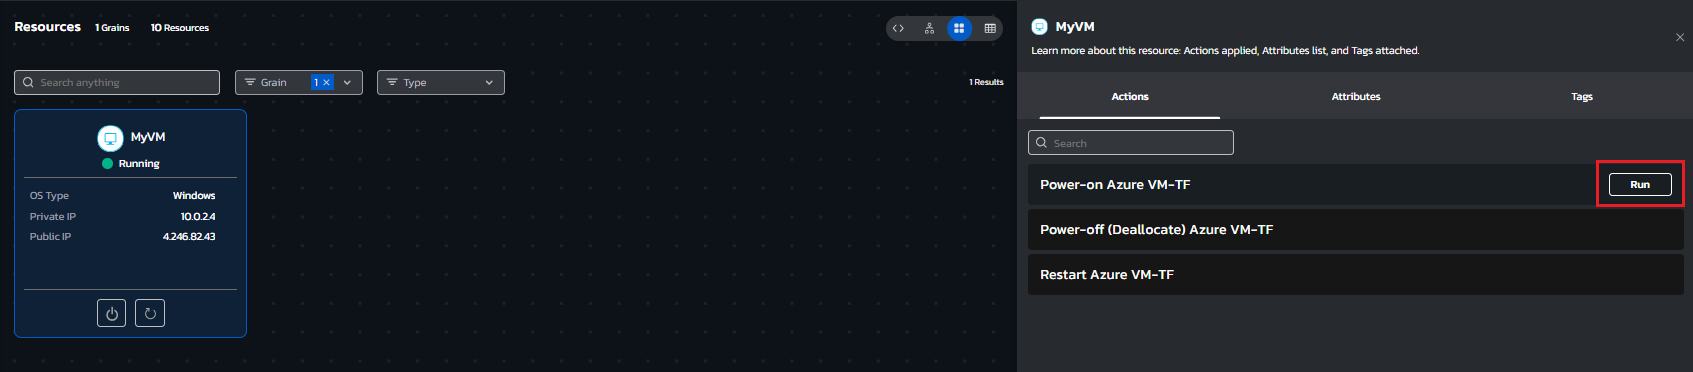 Resources 1 Grains 10 Resources
Search anything Grain 1 × Type 1 Results
MyVM
Running
OS Type Windows
Private IP 10.0.2.4
Public IP 4.246.82.43
MyVM
Learn more about this resource: Actions applied, Attributes list, and Tags attached.
Actions Attributes Tags
Search
Power-on Azure VM-TF Run
Power-off (Deallocate) Azure VM-TF
Restart Azure VM-TF